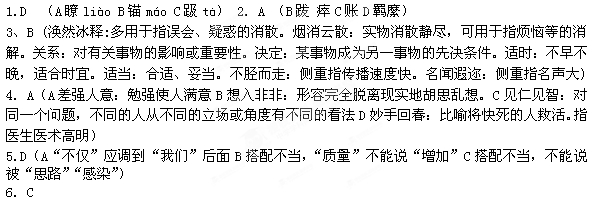 1.D （A瞭 liào B锚 máo C趿 tā） 2. A （B跋 瘁 C账 D羁縻）
3、B（涣然冰释:多用于指误会、疑惑的消散。烟消云散：实物消散静尽，可用于指烦恼等的消
解。关系：对有关事物的影响或重要性。决定：某事物成为另一事物的先决条件。适时：不早不
晚，适合时宜。适当：合适、妥当。不胫而走：侧重指传播速度快。名闻遐迩：侧重指名声大）
4. A（A差强人意：勉强使人满意 B想入非非：形容完全脱离现实地胡思乱想。C见仁见智：对
同一个问题，不同的人从不同的立场或角度有不同的看法 D妙手回春：比喻将快死的人救活。指
医生医术高明）
5.D（A“不仅”应调到“我们”后面 B搭配不当，“质量”不能说“增加”C搭配不当，不能说
被“思路”“感染”）
6. C